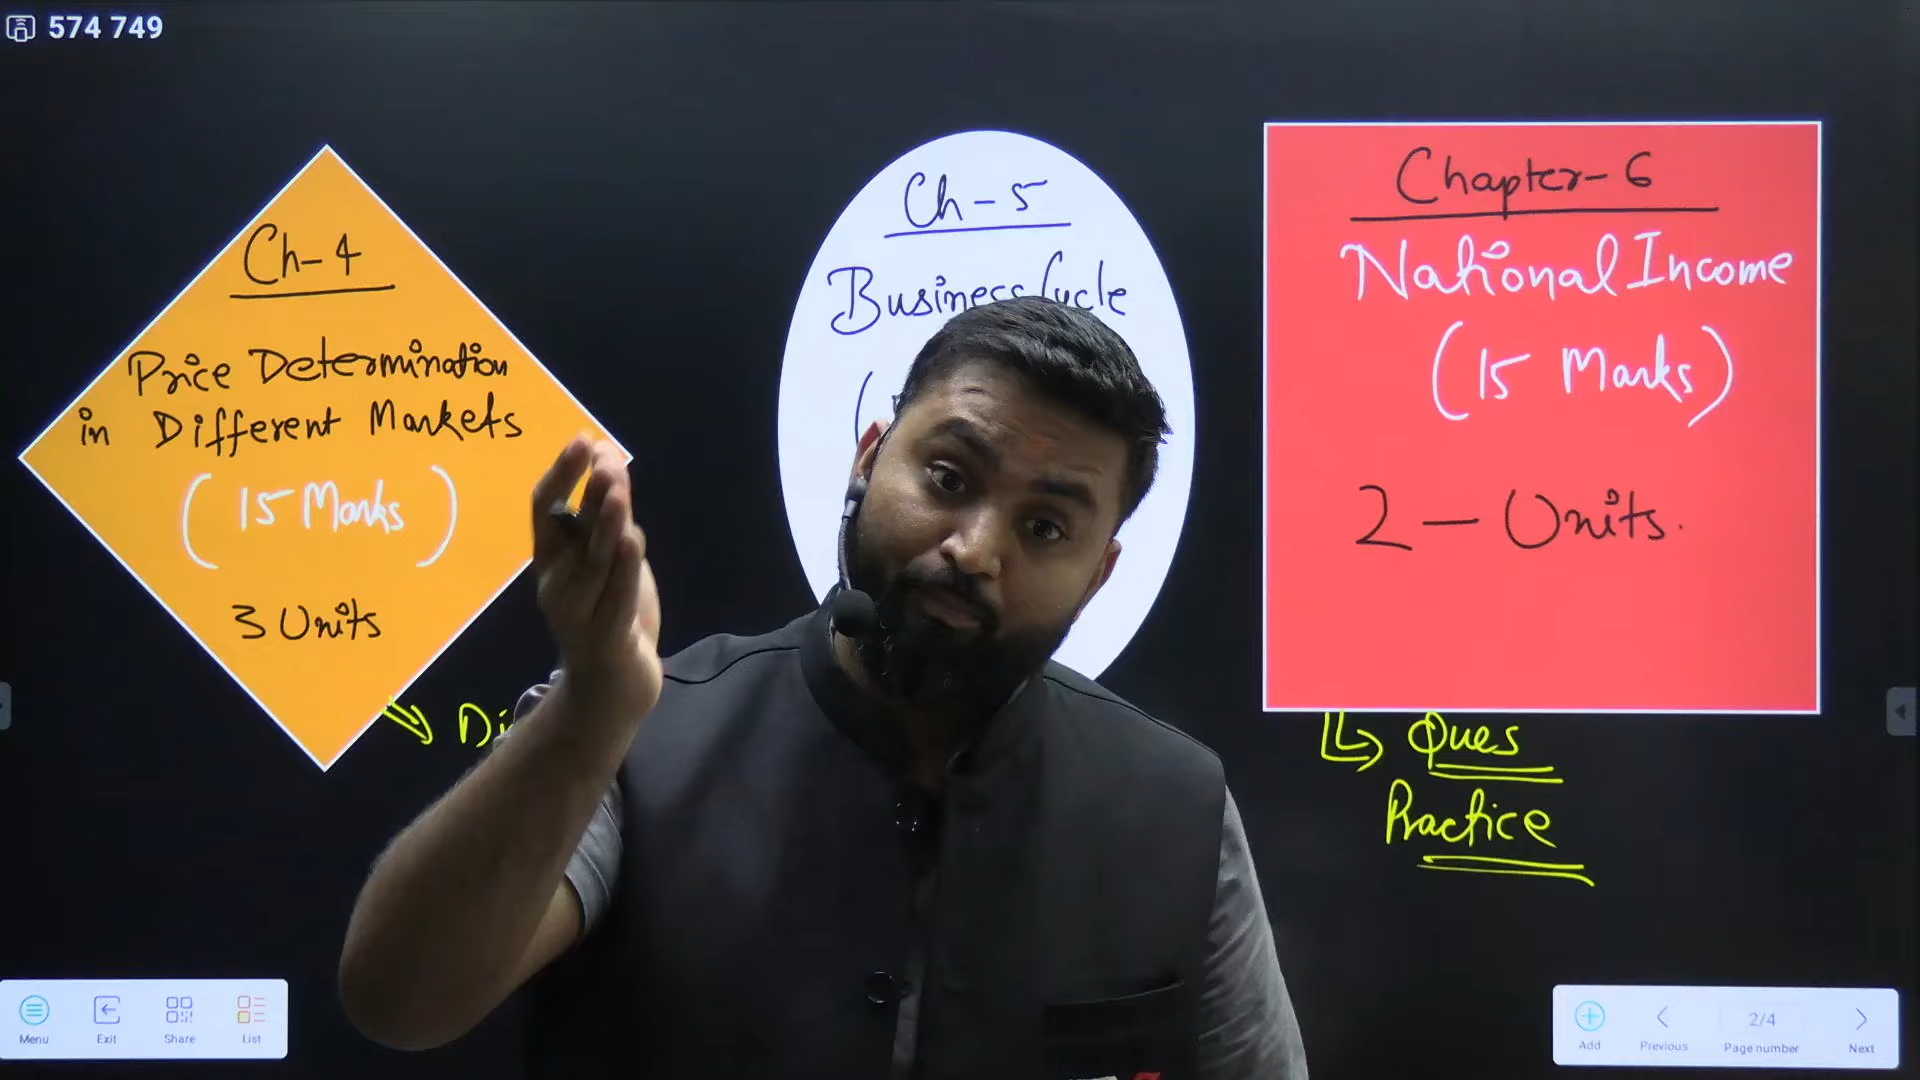 574 749
Ch-4
Price Determination
in Different Markets
(15 Marks)
3 Units
Ch-5
Business Cycle
Chapter-6
National Income
(15 Marks)
2 - Units.
Ques
Practice
Menu
Exit
Share
List
Add
Previous
2/4
Page number
Next